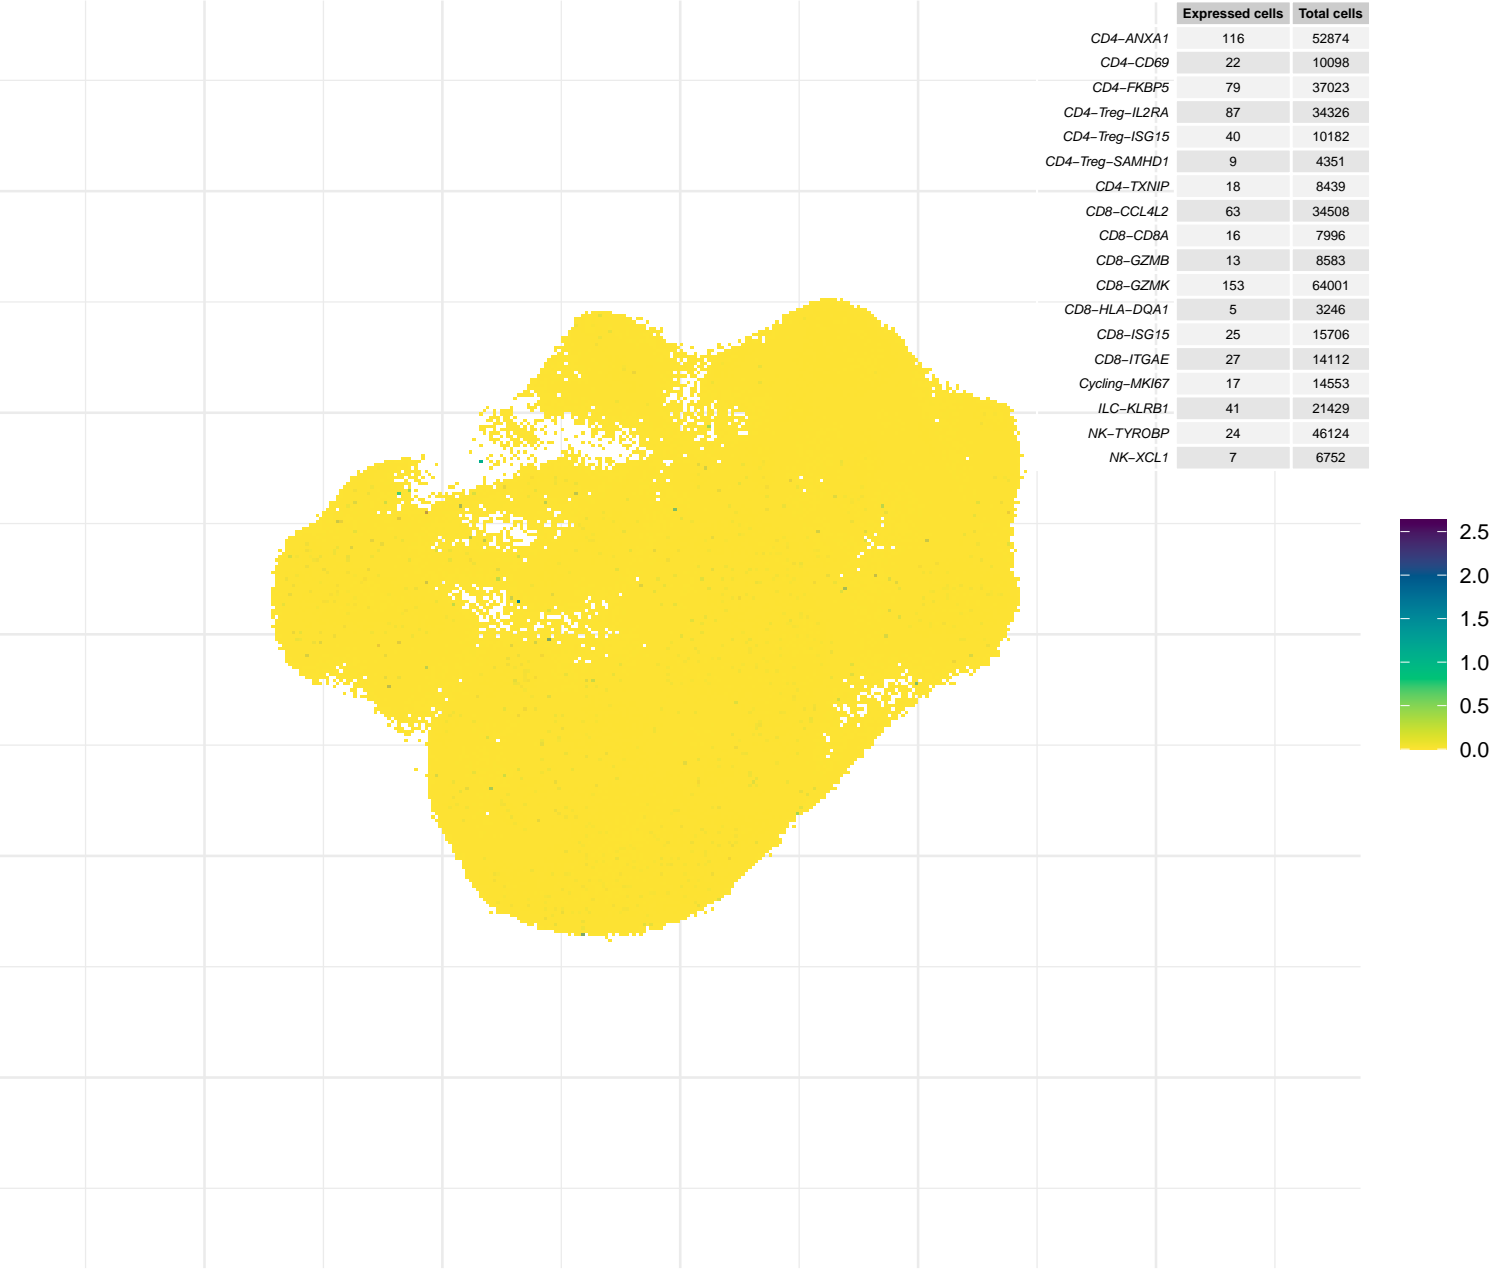 Expressed cells Total cells
CD4−ANXA1 116 52874
CD4−CD69 22 10098
CD4−FKBP5 79 37023
CD4−Treg−IL2RA 87 34326
CD4−Treg−ISG15 40 10182
CD4−Treg−SAMHD1 9 4351
CD4−TXNIP 18 8439
CD8−CCL4L2 63 34508
CD8−CD8A 16 7996
CD8−GZMB 13 8583
CD8−GZMK 153 64001
CD8−HLA−DQA1 5 3246
CD8−ISG15 25 15706
CD8−ITGAE 27 14112
Cycling−MKI67 17 14553
ILC−KLRB1 41 21429
NK−TYROBP 24 46124
NK−XCL1 7 6752
2.5
2.0
1.5
1.0
0.5
0.0